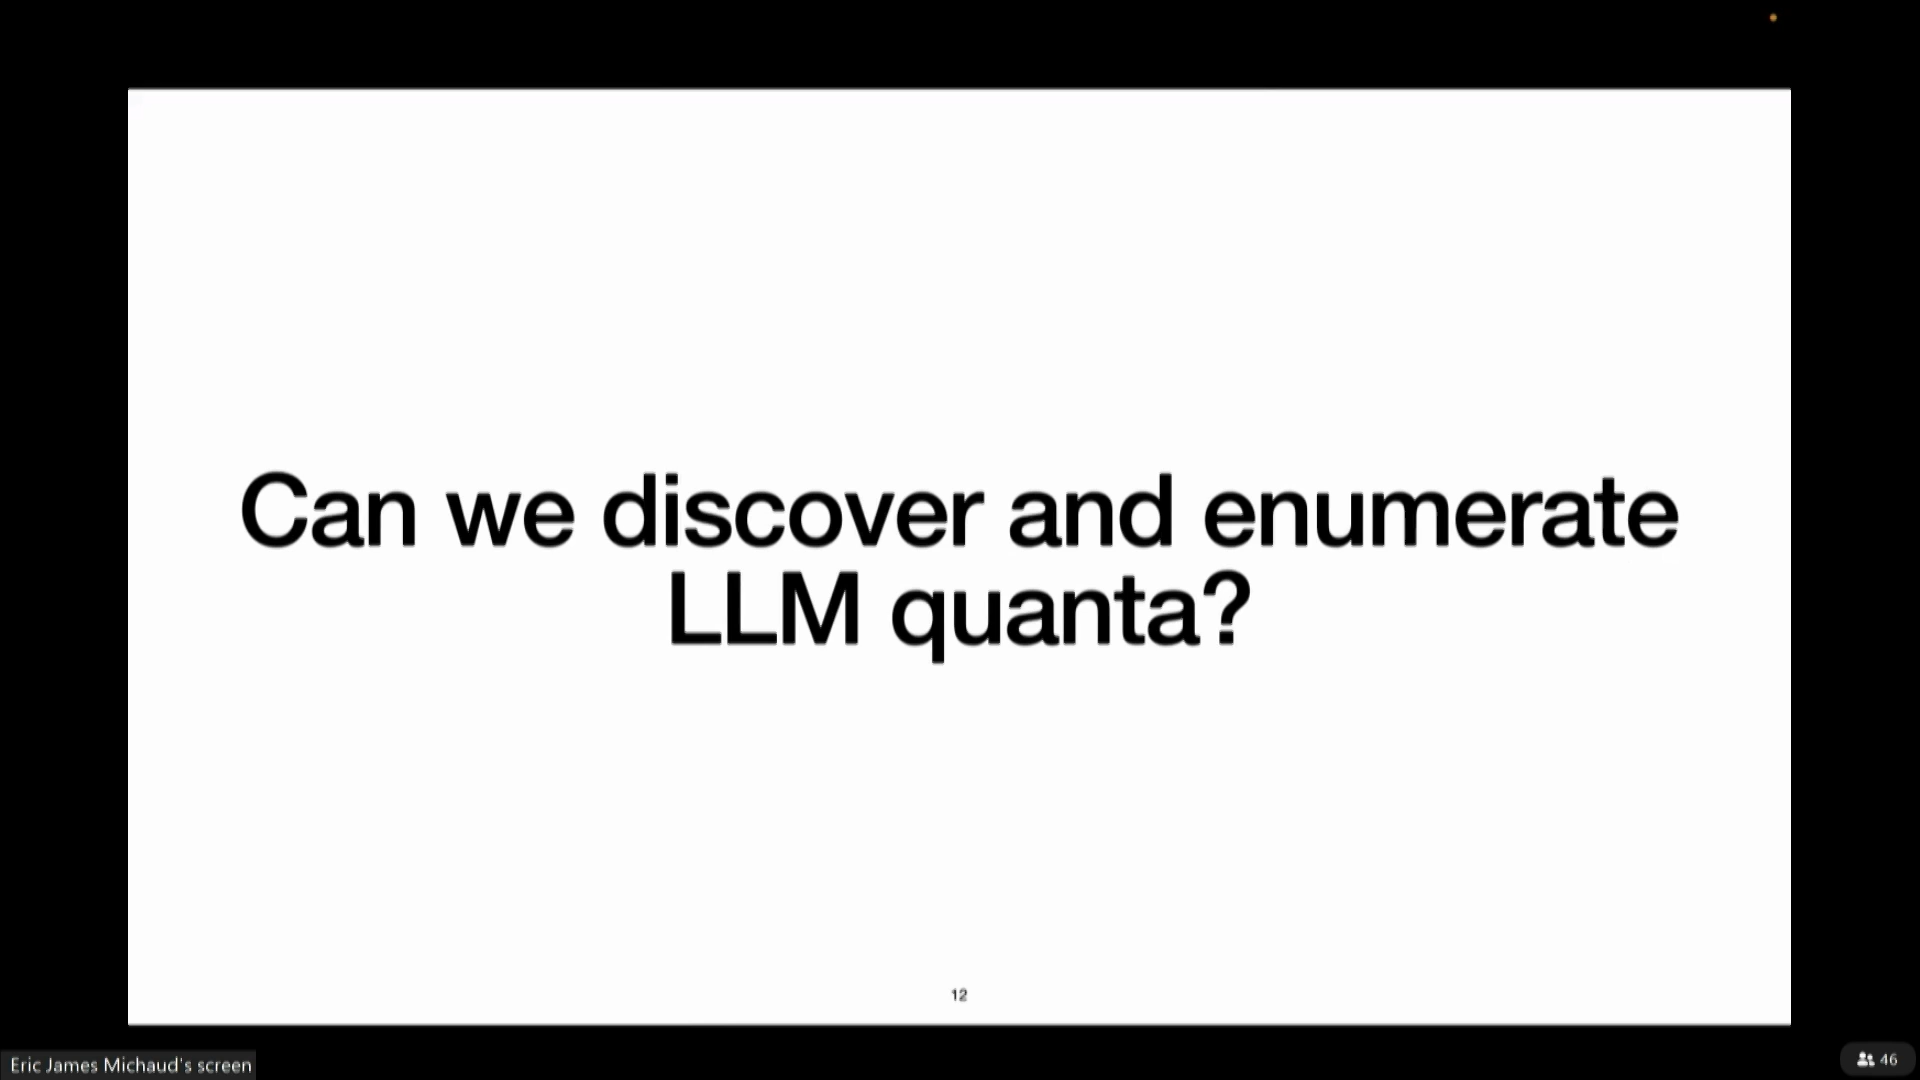 Can we discover and enumerate
LLM quanta?
12
Eric James Michaud's screen
46